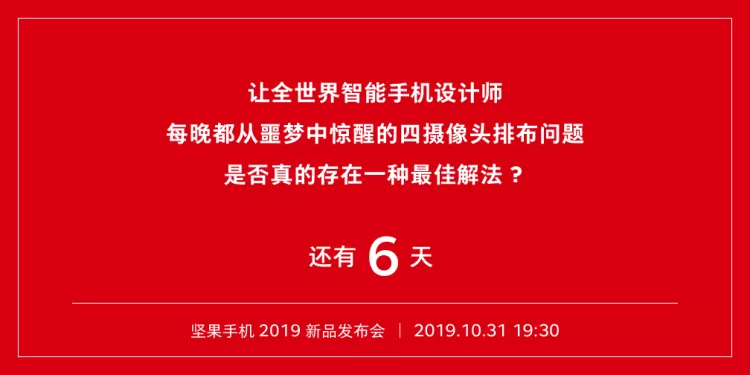 让全世界智能手机设计师
每晚都从噩梦中惊醒的四摄像头排布问题
是否真的存在一种最佳解法？
还有 6 天
坚果手机 2019 新品发布会 | 2019.10.31 19:30